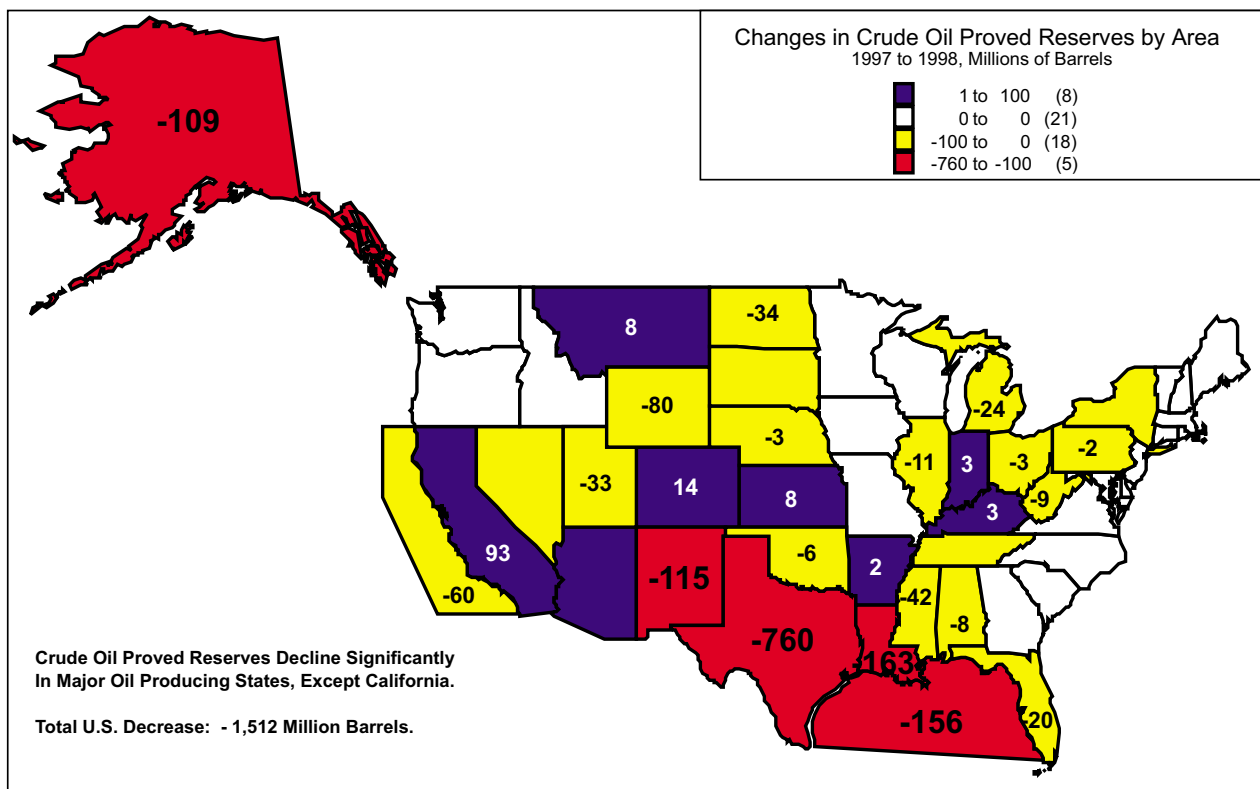 Changes in Crude Oil Proved Reserves by Area
1997 to 1998, Millions of Barrels
1 to 100 (8)
0 to 0 (21)
-100 to 0 (18)
-760 to -100 (5)
-109
8
-34
-80
-24
-3
-11
3
-3
-2
-33
14
8
-9
3
93
-6
2
-115
-42
-60
-8
-760
-163
-20
-156
Crude Oil Proved Reserves Decline Significantly
In Major Oil Producing States, Except California.
Total U.S. Decrease: - 1,512 Million Barrels.